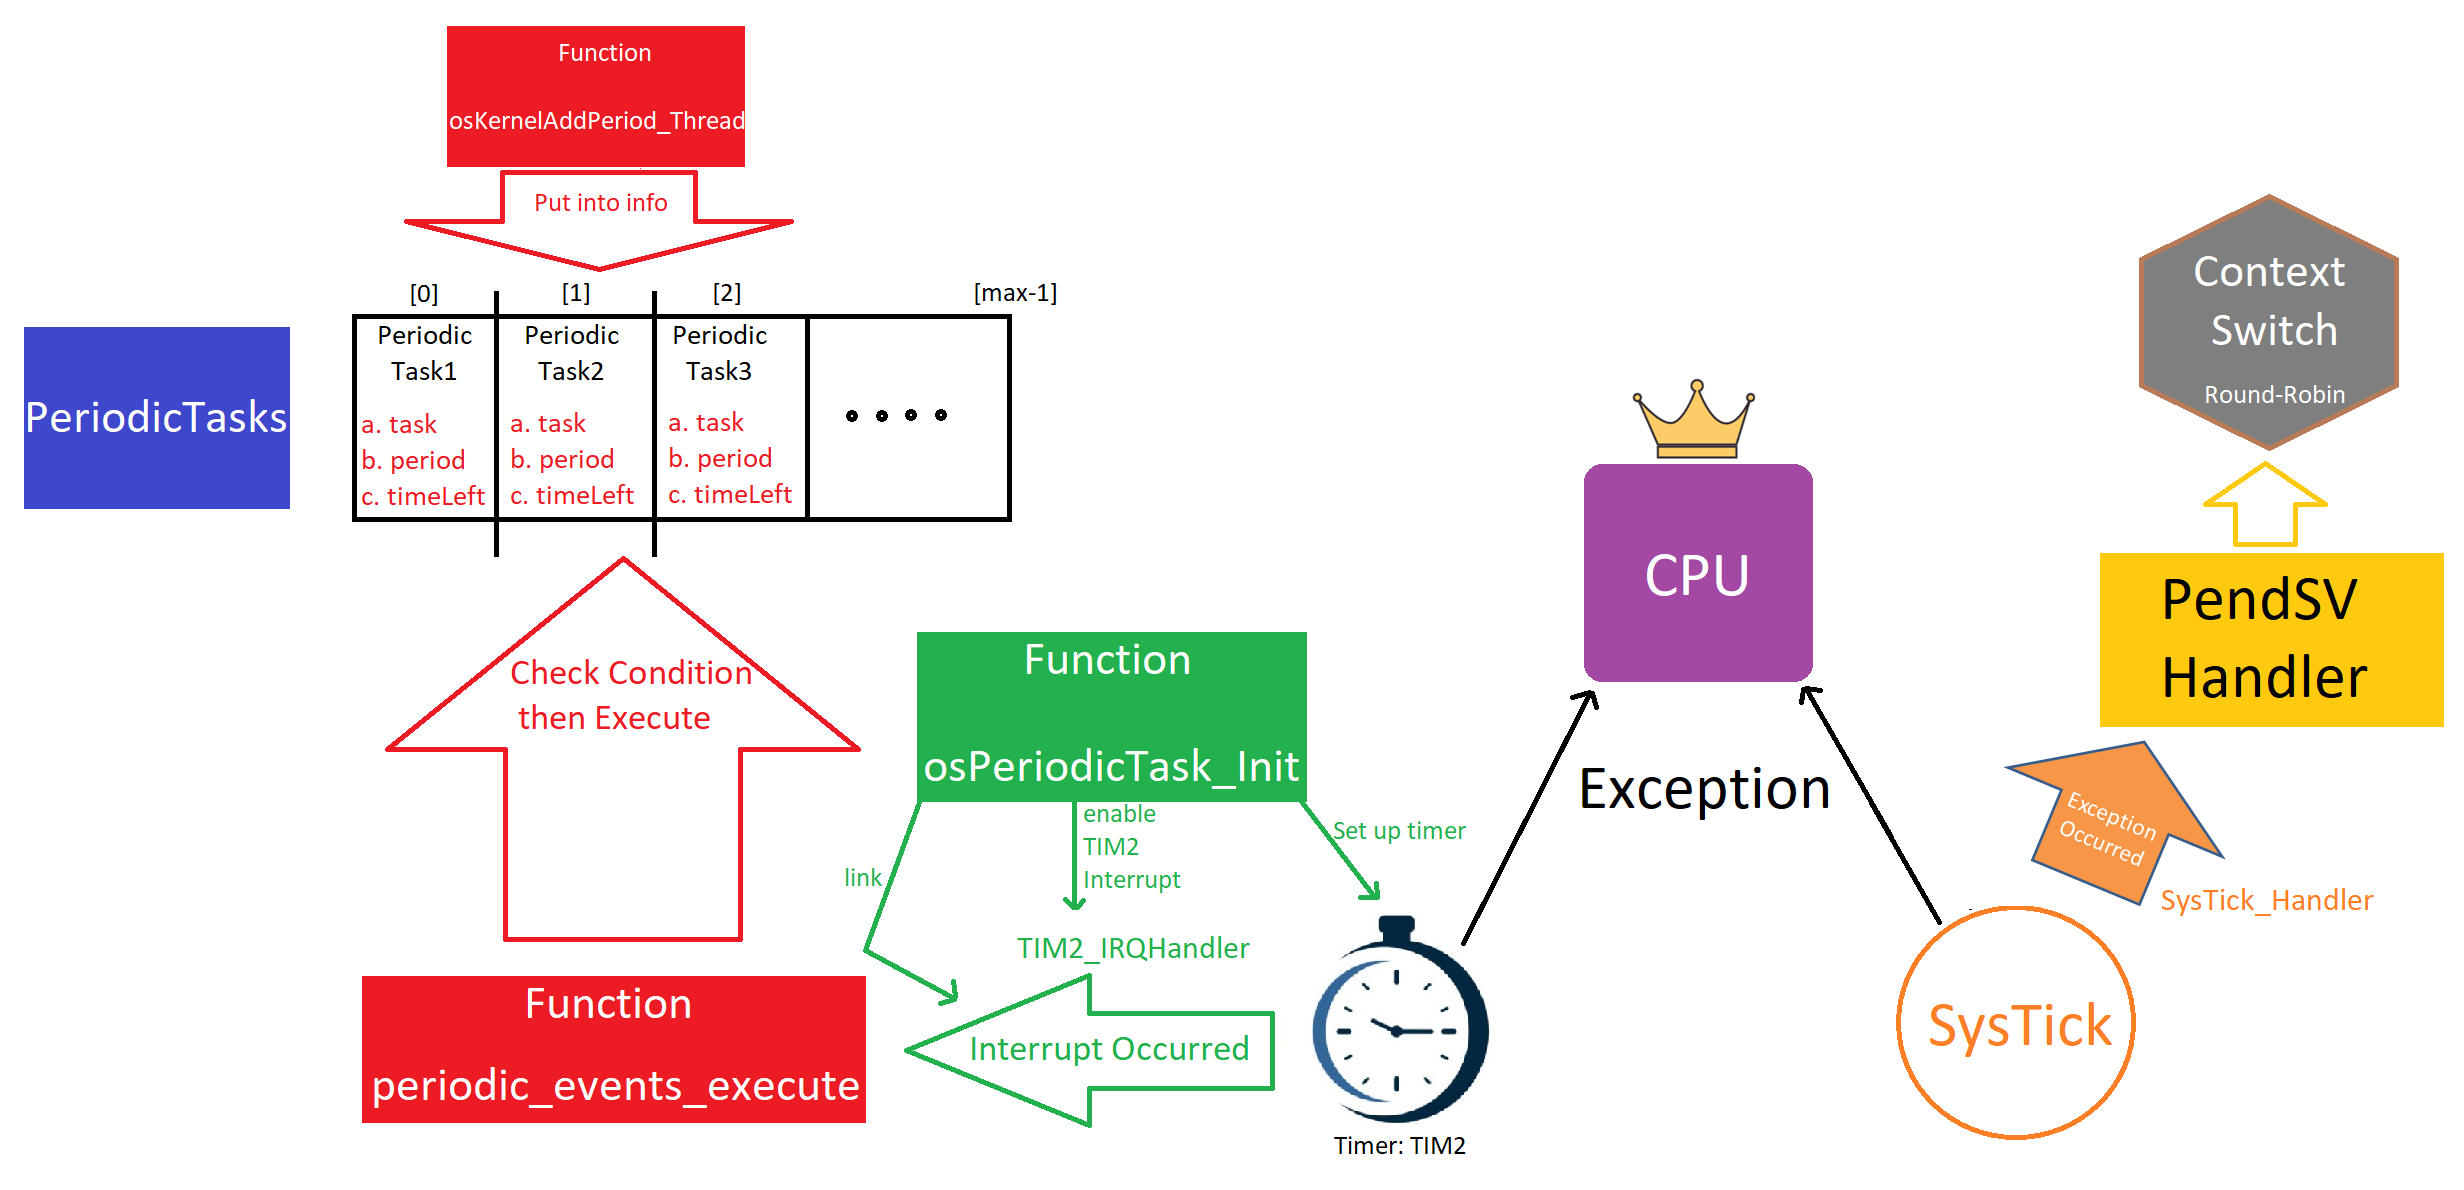 Function
osKernelAddPeriod_Thread
Put into info
[0]
[1]
[2]
[max-1]
PeriodicTasks
Periodic
Task1
a. task
b. period
c. timeLeft
Periodic
Task2
a. task
b. period
c. timeLeft
Periodic
Task3
a. task
b. period
c. timeLeft
Check Condition
then Execute
Function
periodic_events_execute
Function
osPeriodicTask_Init
link
enable
TIM2
Interrupt
Set up timer
TIM2_IRQHandler
Interrupt Occurred
Timer: TIM2
CPU
Exception
Context
Switch
Round-Robin
PendSV
Handler
Exception
Occurred
SysTick_Handler
SysTick